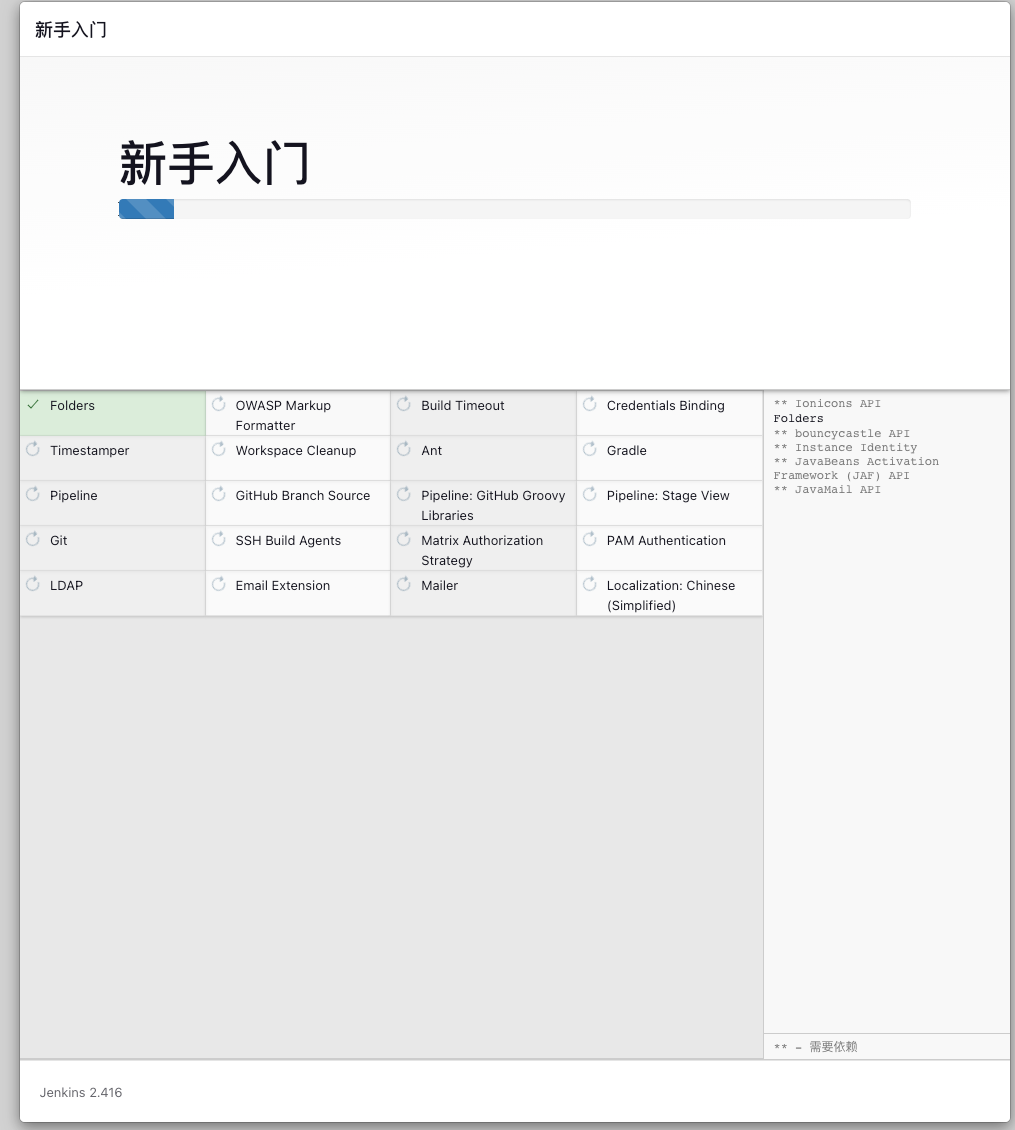 新手入门
新手入门
Folders
OWASP Markup
Formatter
Build Timeout
Credentials Binding
Timestamper
Workspace Cleanup
Ant
Gradle
Pipeline
GitHub Branch Source
Pipeline: GitHub Groovy
Libraries
Pipeline: Stage View
Git
SSH Build Agents
Matrix Authorization
Strategy
PAM Authentication
LDAP
Email Extension
Mailer
Localization: Chinese
(Simplified)
** Ionicons API
Folders
** bouncycastle API
** Instance Identity
** JavaBeans Activation
Framework (JAF) API
** JavaMail API
** - 需要依赖
Jenkins 2.416